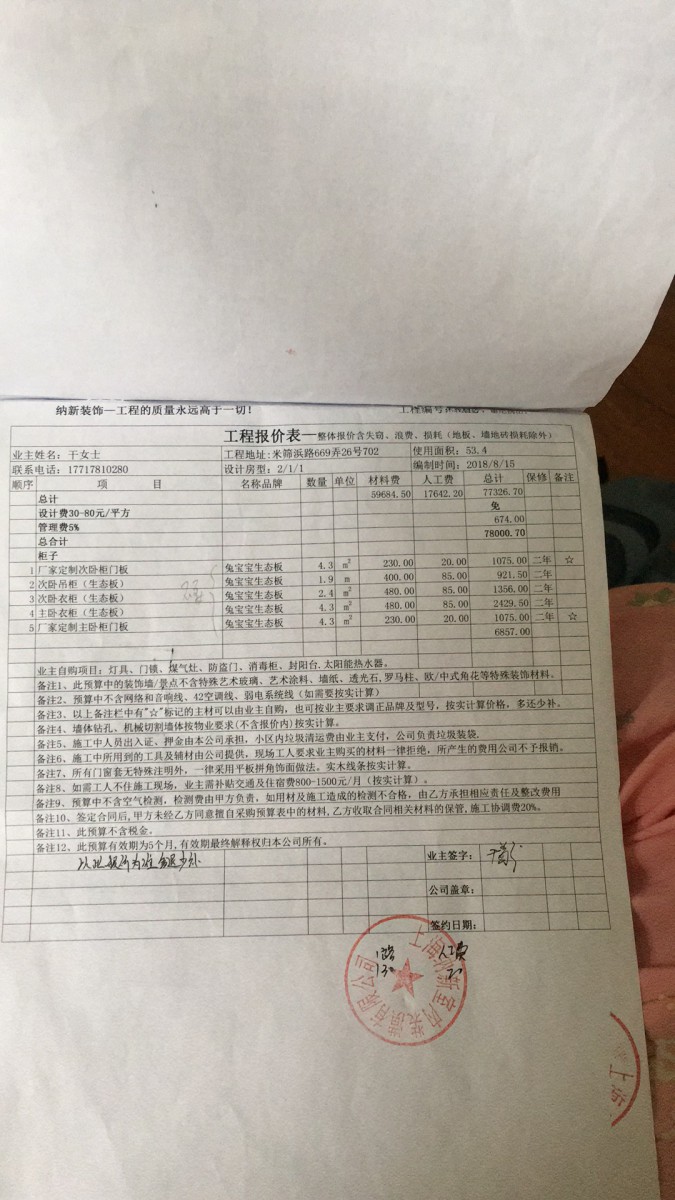 纳新装饰—工程的质量永远高于一切！
工程报价表—整体报价含失窃、浪费、损耗（地板、墙地砖损耗除外）
业主姓名：干女士 工程地址:米筛浜路669弄26号702 使用面积：53.4
联系电话：17717810280 设计房型：2/1/1 编制时间：2018/8/15
顺序 项 目 名称品牌 数量 单位 材料费 人工费 总计 保修 备注
总计 59684.50 17642.20 77326.70
设计费30-80元/平方 免
管理费5% 674.00
总合计 78000.70
柜子
1 厂家定制次卧柜门板 兔宝宝生态板 4.3 m² 230.00 20.00 1075.00 二年 ☆
2 次卧吊柜（生态板） 兔宝宝生态板 1.9 m 400.00 85.00 921.50 二年
3 次卧衣柜（生态板） 兔宝宝生态板 2.4 m² 480.00 85.00 1356.00 二年
4 主卧衣柜（生态板） 兔宝宝生态板 4.3 m² 480.00 85.00 2429.50 二年
5 厂家定制主卧柜门板 兔宝宝生态板 4.3 m² 230.00 20.00 1075.00 二年 ☆
6857.00
业主自购项目：灯具、门锁、煤气灶、防盗门、消毒柜、封阳台.太阳能热水器。
备注1、此预算中的装饰墙/景点不含特殊艺术玻璃、艺术涂料、墙纸、透光石,罗马柱、欧/中式角花等特殊装饰材料。
备注2、预算中不含网络和音响线、42空调线、弱电系统线（如需要按实计算）
备注3、以上备注栏中有"☆"标记的主材可以由业主自购，也可按业主要求调正品牌及型号，按实计算价格，多还少补。
备注4、墙体钻孔、机械切割墙体按物业要求(不含报价内)按实计算。
备注5、施工中人员出入证、押金由本公司承担，小区内垃圾清运费由业主支付，公司负责垃圾装袋.
备注6、施工中所用到的工具及辅材由公司提供，现场工人要求业主购买的材料一律拒绝，所产生的费用公司不予报销。
备注7、所有门窗套无特殊注明外，一律采用平板拼角饰面做法。实木线条按实计算。
备注8、如需工人不住施工现场，业主需补贴交通及住宿费800-1500元/月（按实计算）。
备注9、预算中不含空气检测，检测费由甲方负责，如用材及施工造成的检测不合格，由乙方承担相应责任及整改费用
备注10、签定合同后,甲方未经乙方同意擅自采购预算表中的材料,乙方收取合同相关材料的保管,施工协调费20%。
备注11、此预算不含税金。
备注12、此预算有效期为5个月,有效期最终解释权归本公司所有。
以此报价为准多退少补 业主签字：
公司盖章：
签约日期：
上海纳新室内装潢有限公司
上海